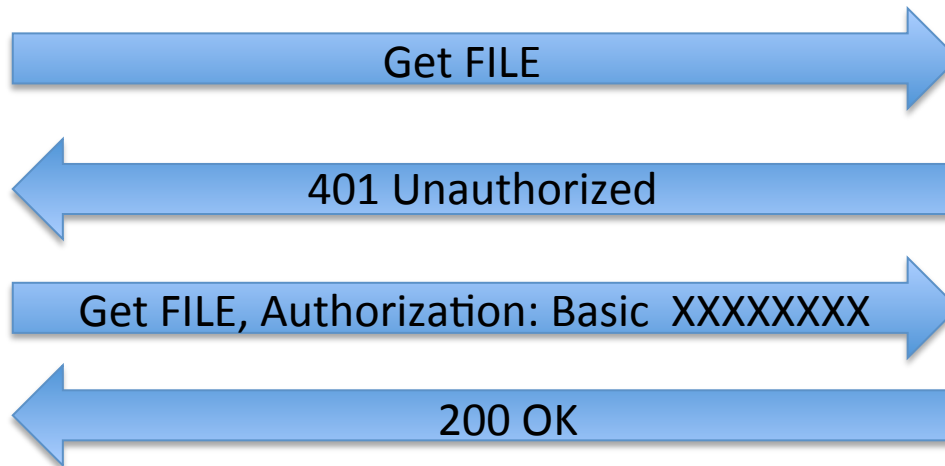 Get FILE
401 Unauthorized
Get FILE, Authorization: Basic XXXXXXXX
200 OK